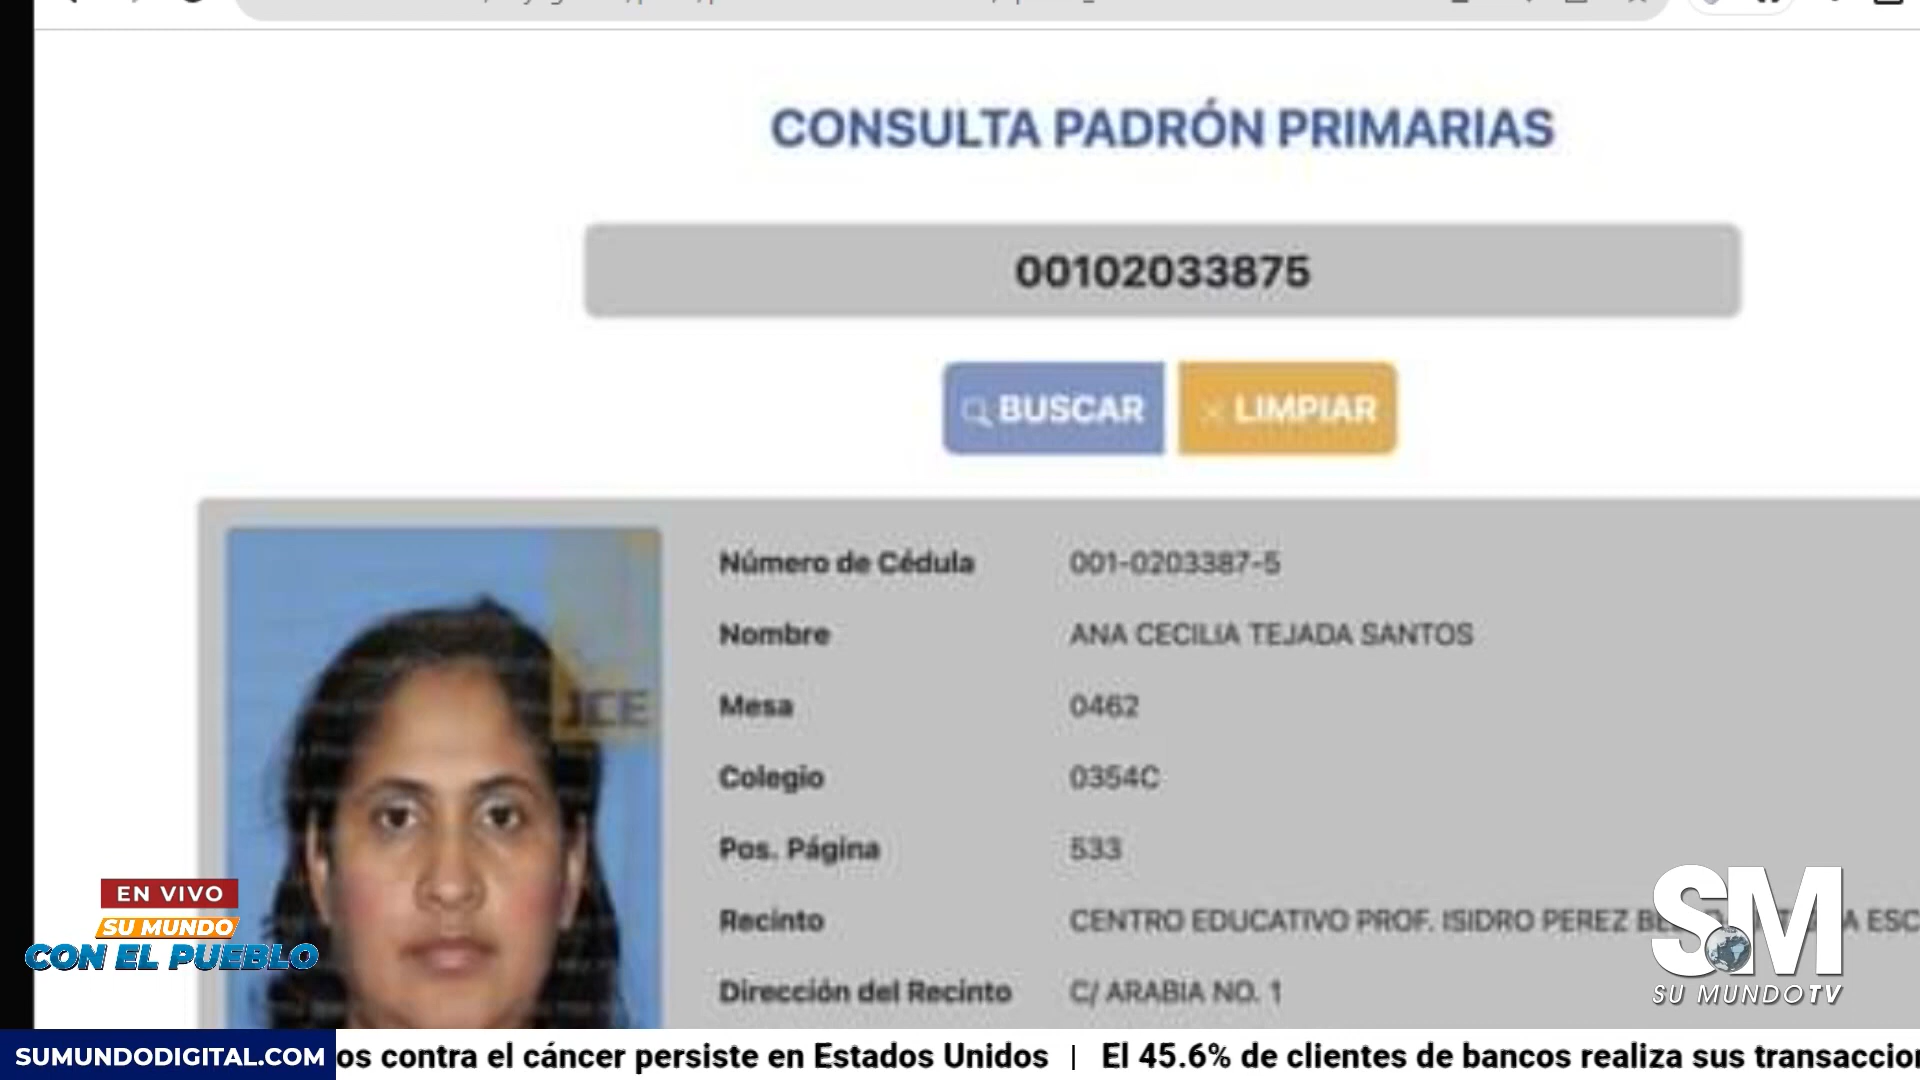 CONSULTA PADRÓN PRIMARIAS
00102033875
BUSCAR
LIMPIAR
JCE
Número de Cédula 001-0203387-5
Nombre ANA CECILIA TEJADA SANTOS
Mesa 0462
Colegio 0354C
Pos. Página 533
Recinto CENTRO EDUCATIVO PROF. ISIDRO PEREZ
Dirección del Recinto C/ ARABIA NO. 1
EN VIVO
SU MUNDO
CON EL PUEBLO
SM
SU MUNDO TV
SUMUNDODIGITAL.COM os contra el cáncer persiste en Estados Unidos | El 45.6% de clientes de bancos realiza sus transaccion